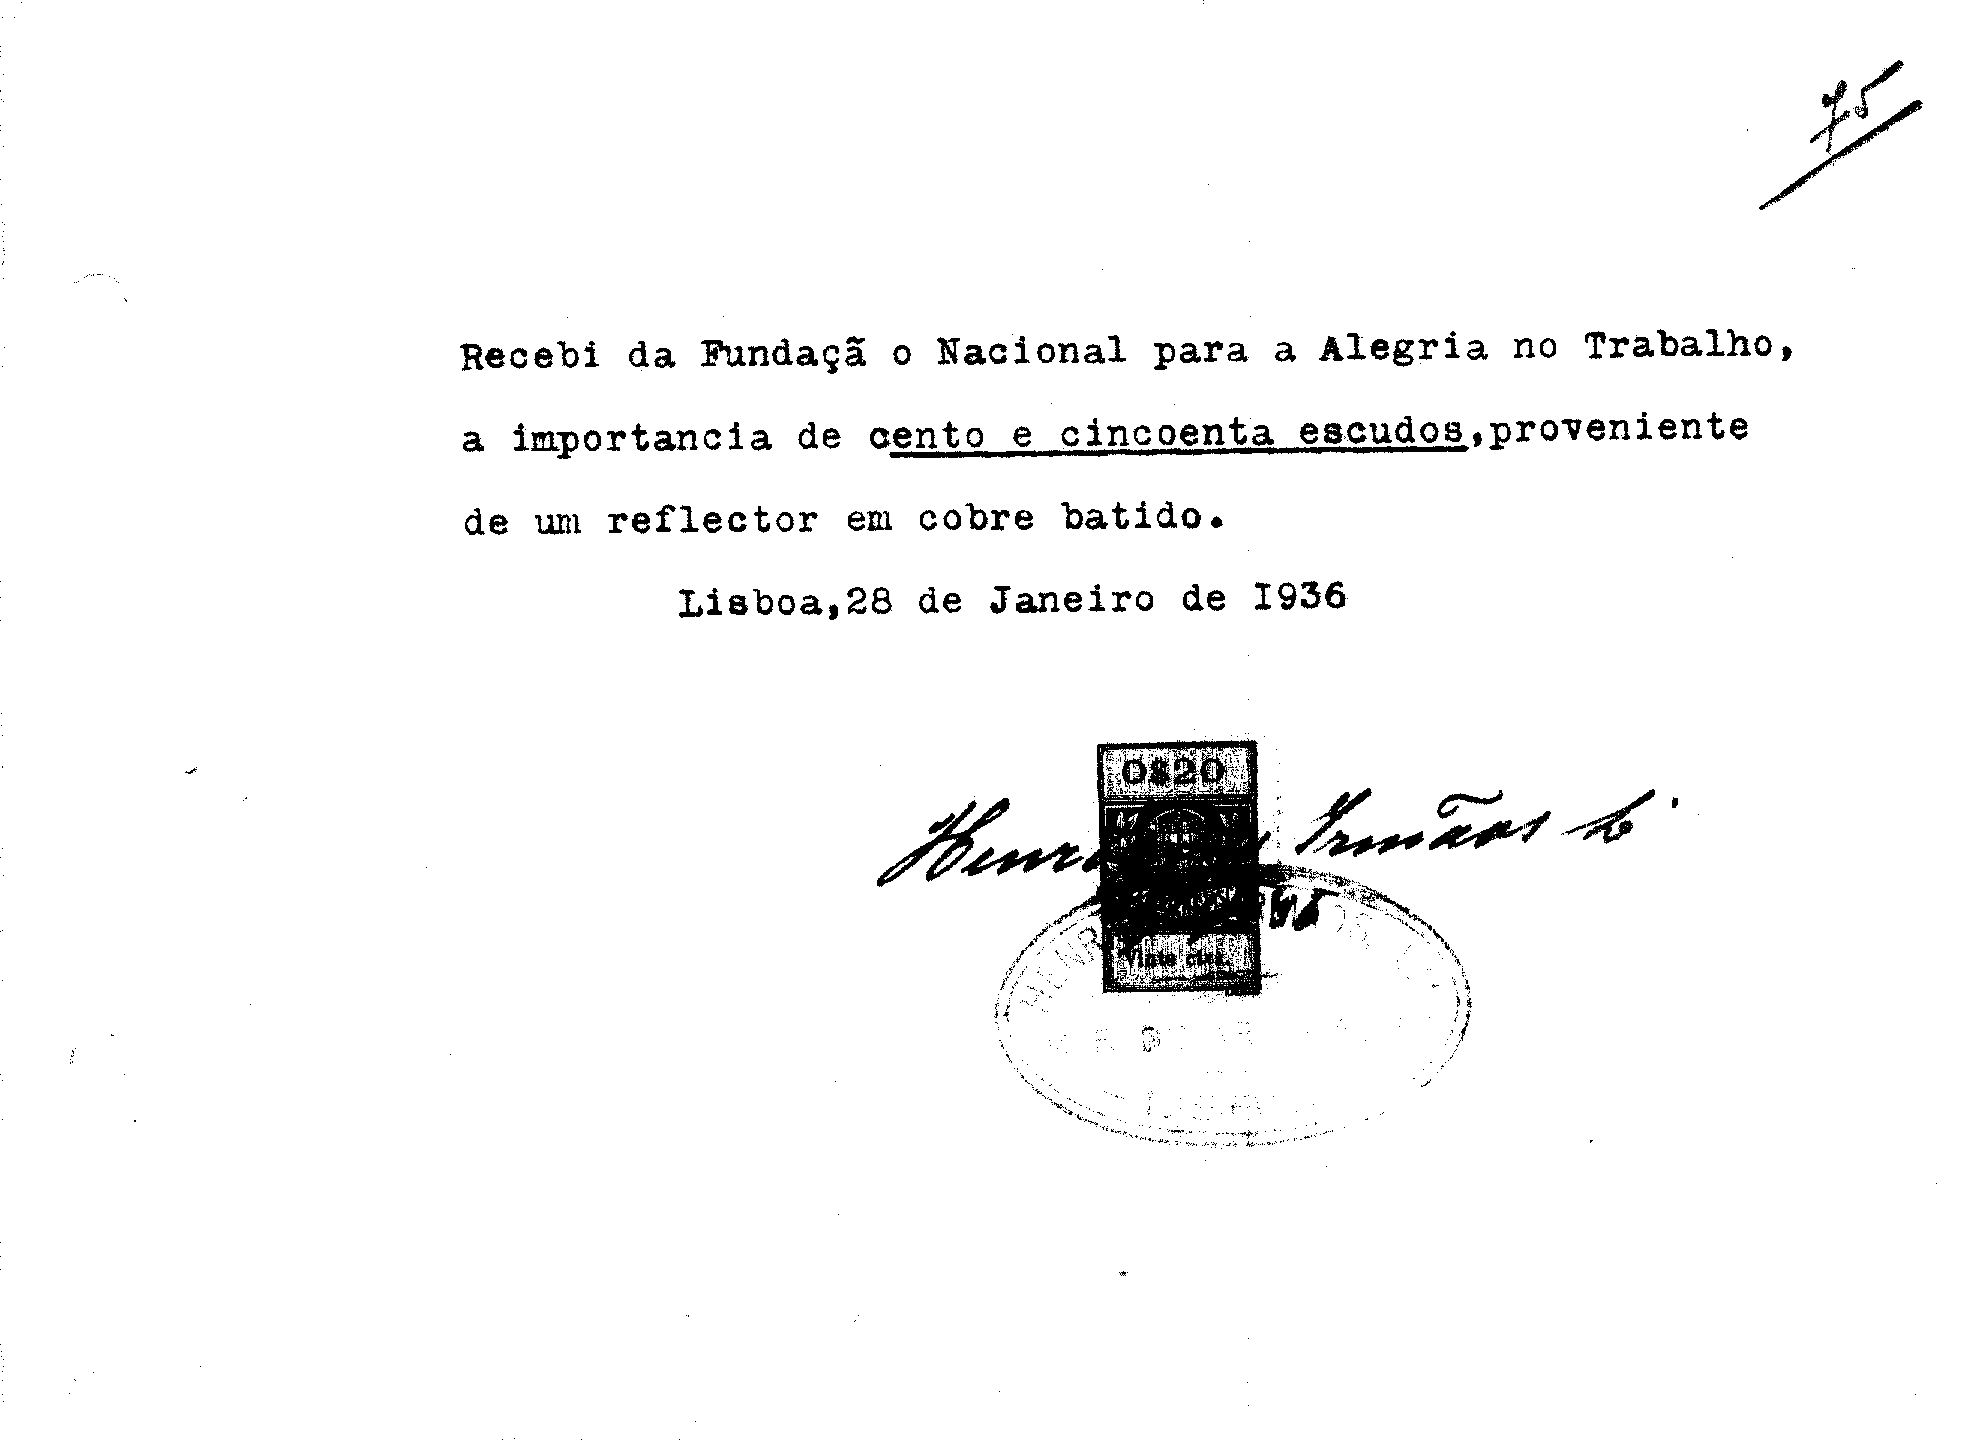 75
Recebi da Fundaçã o Nacional para a Alegria no Trabalho,
a importancia de cento e cincoenta escudos,proveniente
de um reflector em cobre batido.
Lisboa,28 de Janeiro de I936
0$20
Irmãos
Vinte ctvs.